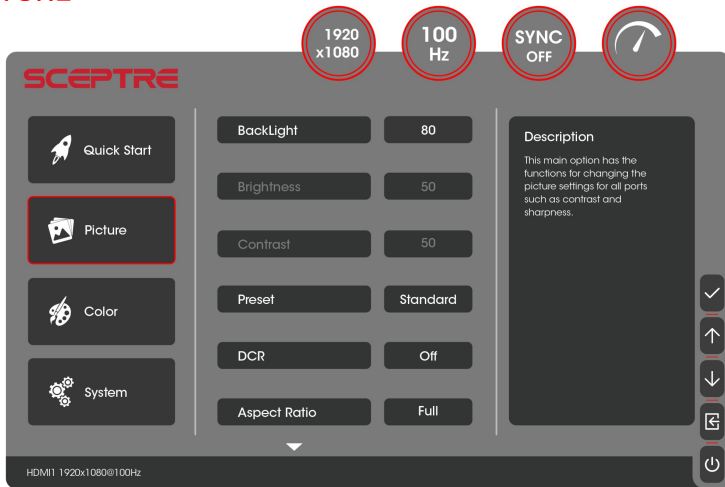 1920
x1080
100
Hz
SYNC
OFF
SCEPTRE
Quick Start
Picture
Color
System
BackLight 80
Brightness 50
Contrast 50
Preset Standard
DCR Off
Aspect Ratio Full
Description
This main option has the
functions for changing the
picture settings for all ports
such as contrast and
sharpness.
HDMI1 1920x1080@100Hz